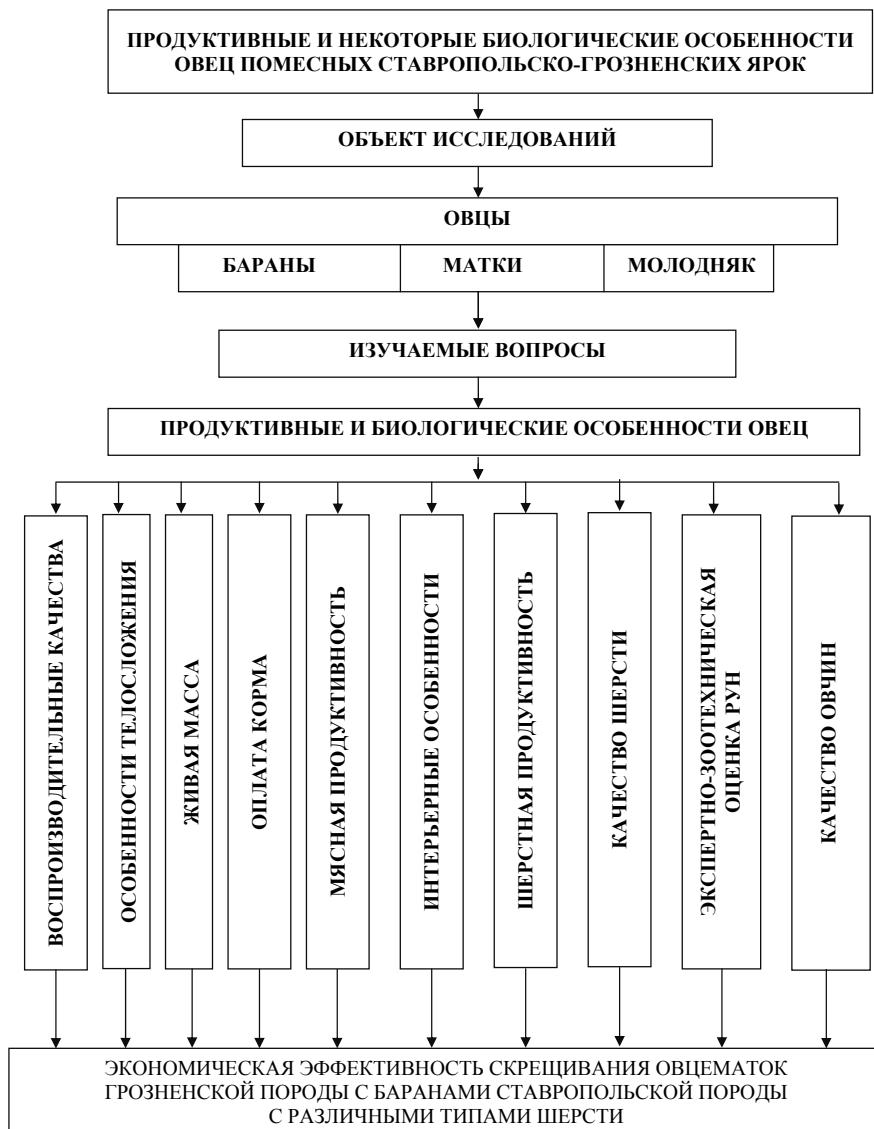 ПРОДУКТИВНЫЕ И НЕКОТОРЫЕ БИОЛОГИЧЕСКИЕ ОСОБЕННОСТИ
ОВЕЦ ПОМЕСНЫХ СТАВРОПОЛЬСКО-ГРОЗНЕНСКИХ ЯРОК
ОБЪЕКТ ИССЛЕДОВАНИЙ
ОВЦЫ
БАРАНЫ
МАТКИ
МОЛОДНЯК
ИЗУЧАЕМЫЕ ВОПРОСЫ
ПРОДУКТИВНЫЕ И БИОЛОГИЧЕСКИЕ ОСОБЕННОСТИ ОВЕЦ
ВОСПРОИЗВОДИТЕЛЬНЫЕ КАЧЕСТВА
ОСОБЕННОСТИ ТЕЛОСЛОЖЕНИЯ
ЖИВАЯ МАССА
ОПЛАТА КОРМА
МЯСНАЯ ПРОДУКТИВНОСТЬ
ИНТЕРЬЕРНЫЕ ОСОБЕННОСТИ
ШЕРСТНАЯ ПРОДУКТИВНОСТЬ
КАЧЕСТВО ШЕРСТИ
ЭКСПЕРТНО-ЗООТЕХНИЧЕСКАЯ
ОЦЕНКА РУН
КАЧЕСТВО ОВЧИН
ЭКОНОМИЧЕСКАЯ ЭФФЕКТИВНОСТЬ СКРЕЩИВАНИЯ ОВЦЕМАТОК
ГРОЗНЕНСКОЙ ПОРОДЫ С БАРАНАМИ СТАВРОПОЛЬСКОЙ ПОРОДЫ
С РАЗЛИЧНЫМИ ТИПАМИ ШЕРСТИ